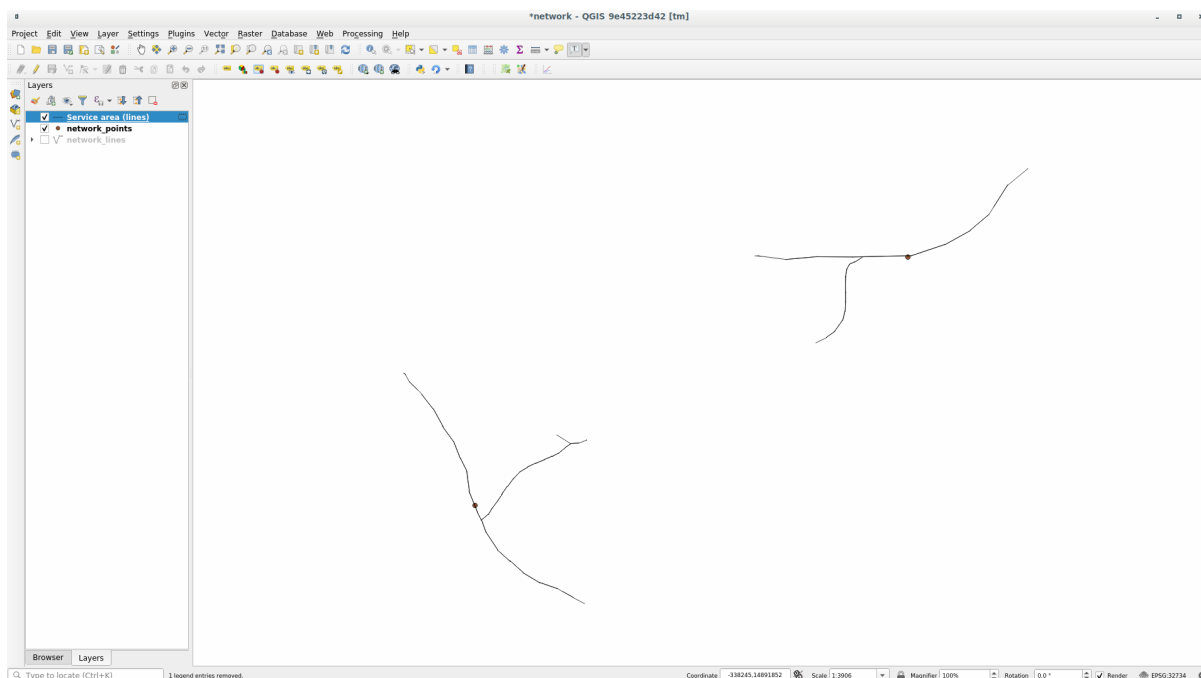 *network - QGIS 9e45223d42 [tm]
Project Edit View Layer Settings Plugins Vector Raster Database Web Processing Help
Layers
Service area (lines)
network_points
network_lines
Browser Layers
Type to locate (Ctrl+K) 1 legend entries removed. Coordinate -338245,14891852 Scale 1:3906 Magnifier 100% Rotation 0.0 ° Render EPSG:32734